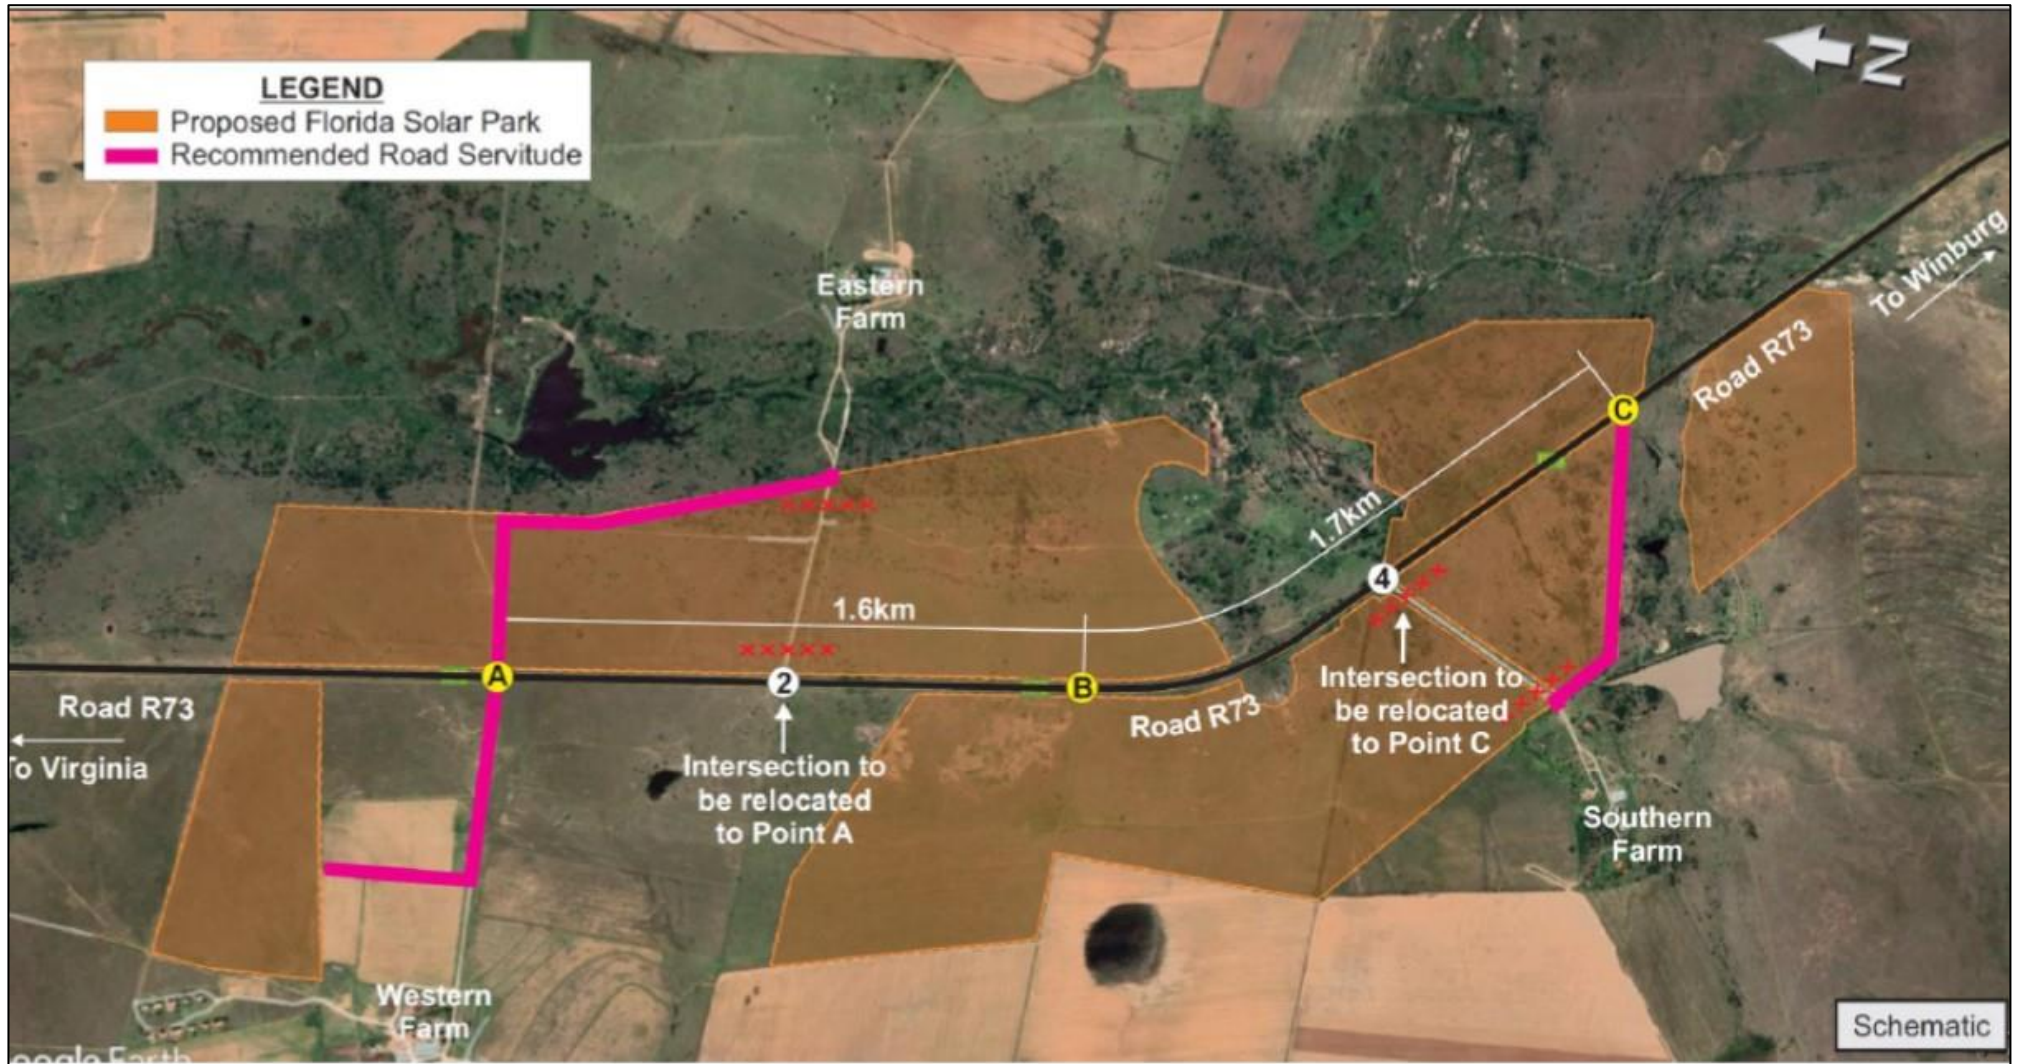 N
LEGEND
Proposed Florida Solar Park
Recommended Road Servitude
Eastern
Farm
To Winburg
Road R73
C
1.7km
4
1.6km
A
2
B
Road R73
To Virginia
Road R73
Intersection to
be relocated
to Point A
Intersection to
be relocated
to Point C
Southern
Farm
Western
Farm
Schematic
oogle Earth